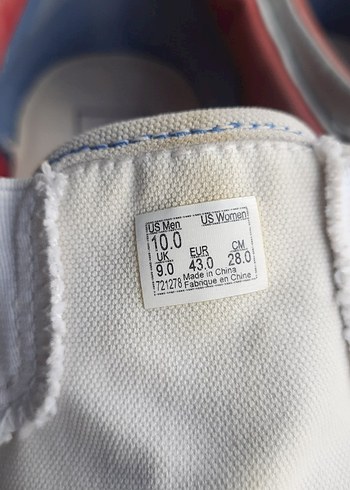 US Men US Women
10.0
UK EUR CM
9.0 43.0 28.0
Made in China
721278 Fabrique en Chine